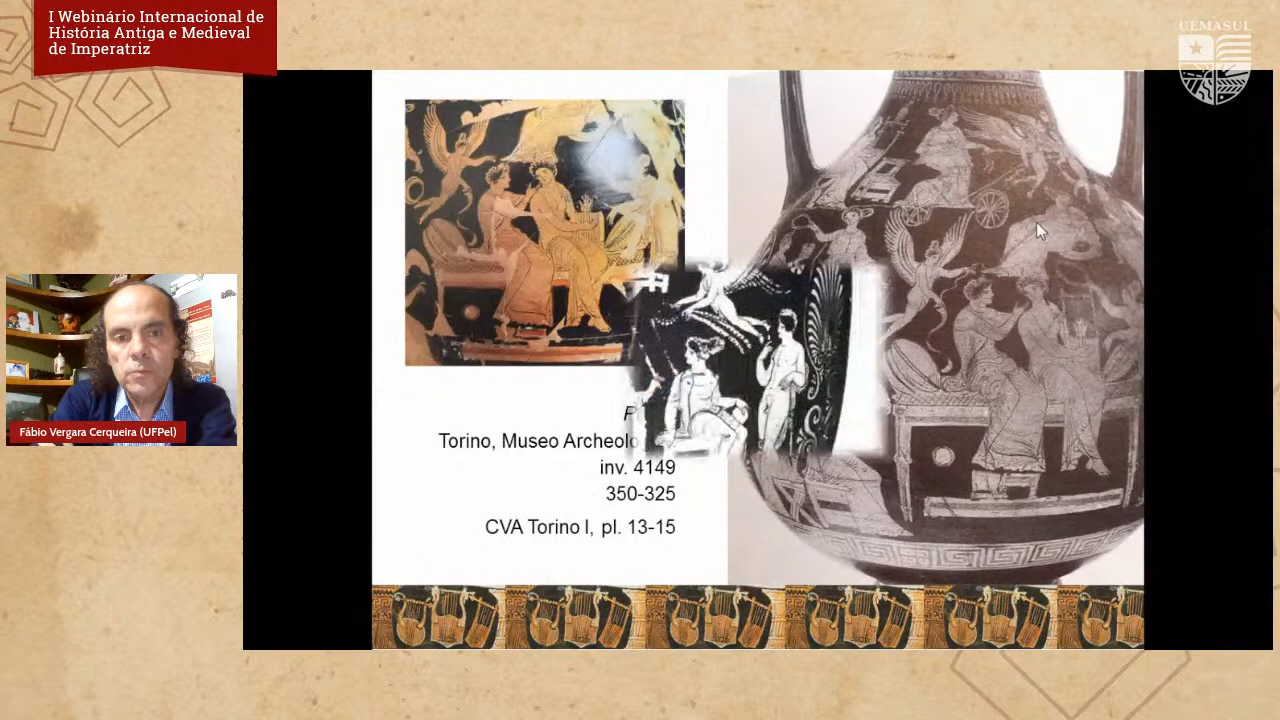 I Webinário Internacional de
História Antiga e Medieval
de Imperatriz
UEMASUL
Fábio Vergara Cerqueira (UFPel)
Torino, Museo Archeolo
inv. 4149
350-325
CVA Torino I, pl. 13-15